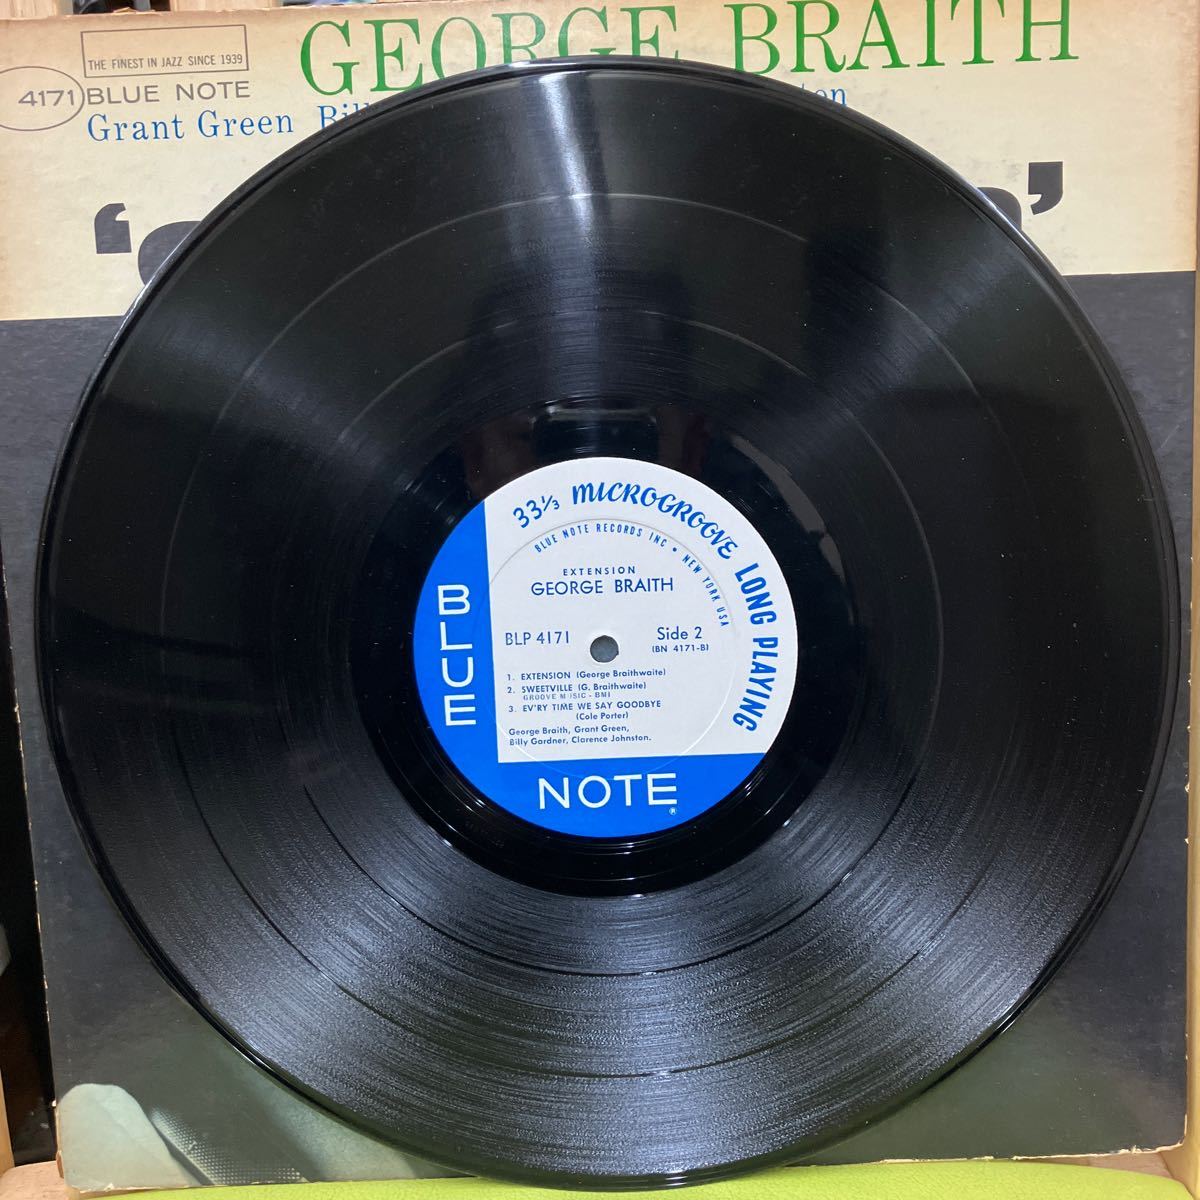 GEORGE BRAITH
THE FINEST IN JAZZ SINCE 1939
4171 BLUE NOTE
Grant Green
33⅓ MICROGROOVE LONG PLAYING
BLUE NOTE RECORDS INC • NEW YORK USA
EXTENSION
GEORGE BRAITH
BLP 4171 Side 2
(BN 4171-B)
1. EXTENSION (George Braithwaite)
2. SWEETVILLE (G. Braithwaite)
GROOVE MUSIC - BMI
3. EV'RY TIME WE SAY GOODBYE
(Cole Porter)
George Braith, Grant Green,
Billy Gardner, Clarence Johnston.
BLUE
NOTE
®